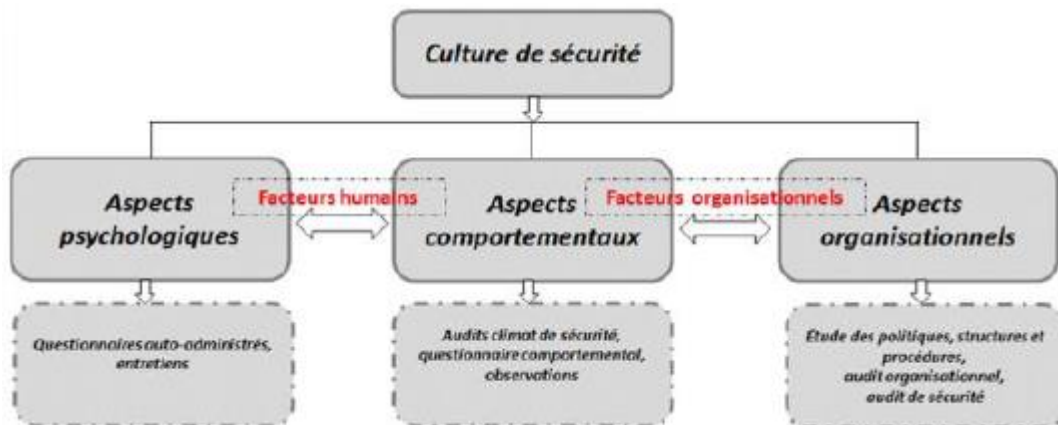 Culture de sécurité
Facteurs humains
Facteurs organisationnels
Aspects
psychologiques
Aspects
comportementaux
Aspects
organisationnels
Questionnaires auto-administrés,
entretiens
Audits climat de sécurité,
questionnaire comportemental,
observations
Étude des politiques, structures et
procédures,
audit organisationnel,
audit de sécurité